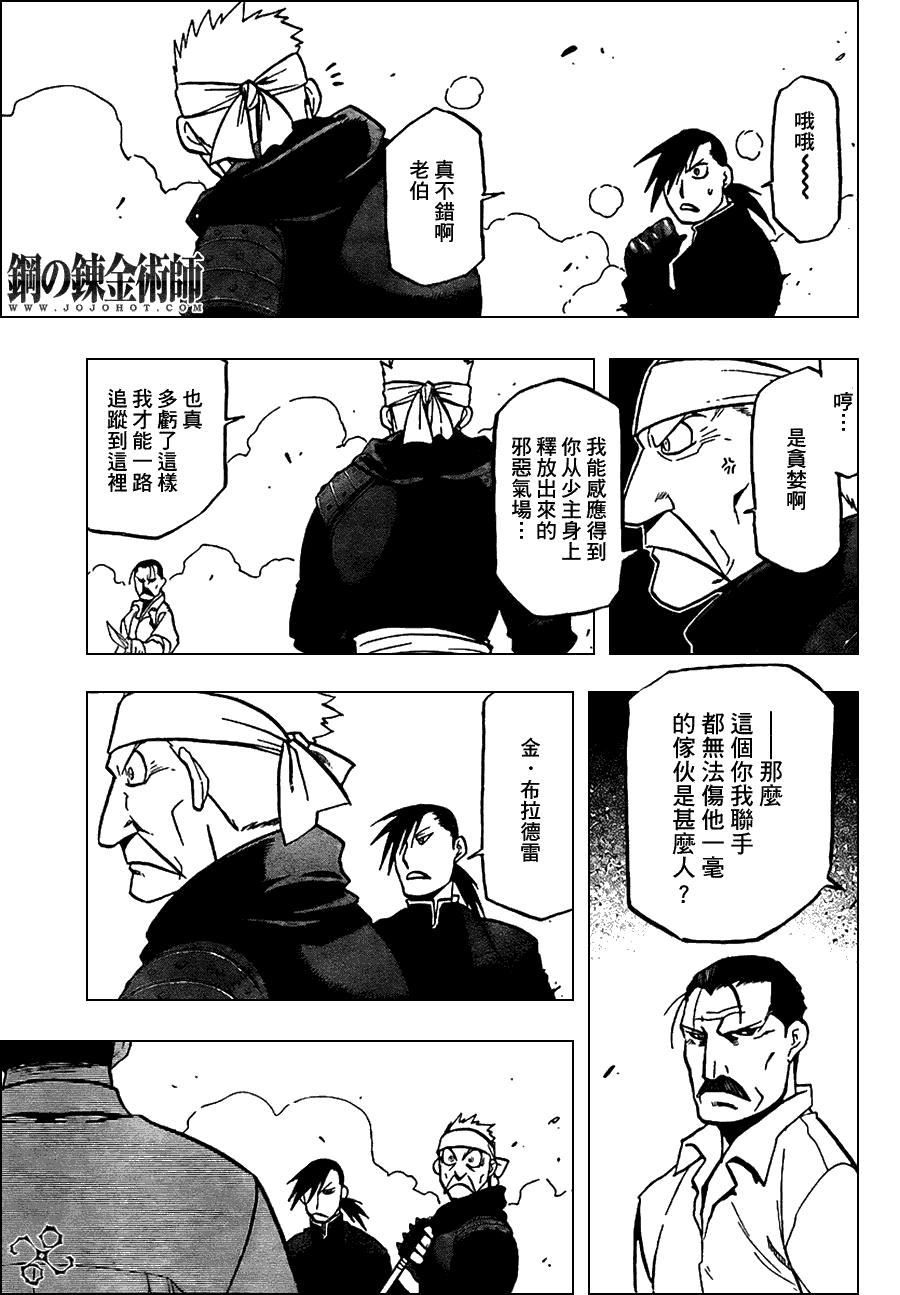 哦哦~~
真不錯啊
老伯
鋼の錬金術師
WWW.JOJOHOT.COM
哼…
是貪婪啊
我能感應得到
你从少主身上
釋放出來的
邪惡氣場…
也真
多虧了這樣
我才能一路
追蹤到這裡
——那麼
這個你我聯手
都無法傷他一毫
的傢伙是甚麼人?
金·布拉德雷